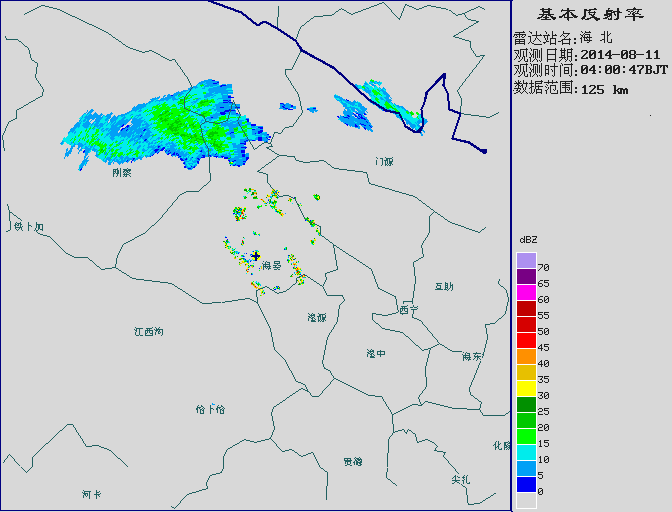 基本反射率
雷达站名:海 北
观测日期:2014-08-11
观测时间:04:00:47BJT
数据范围:125 km
门源
阴寨
铁卜加
海晏
互助
西宁
湟源
江西沟
湟中
海东
恰卜恰
化隆
贵德
尖扎
河卡
dBZ
70
65
60
55
50
45
40
35
30
25
20
15
10
5
0